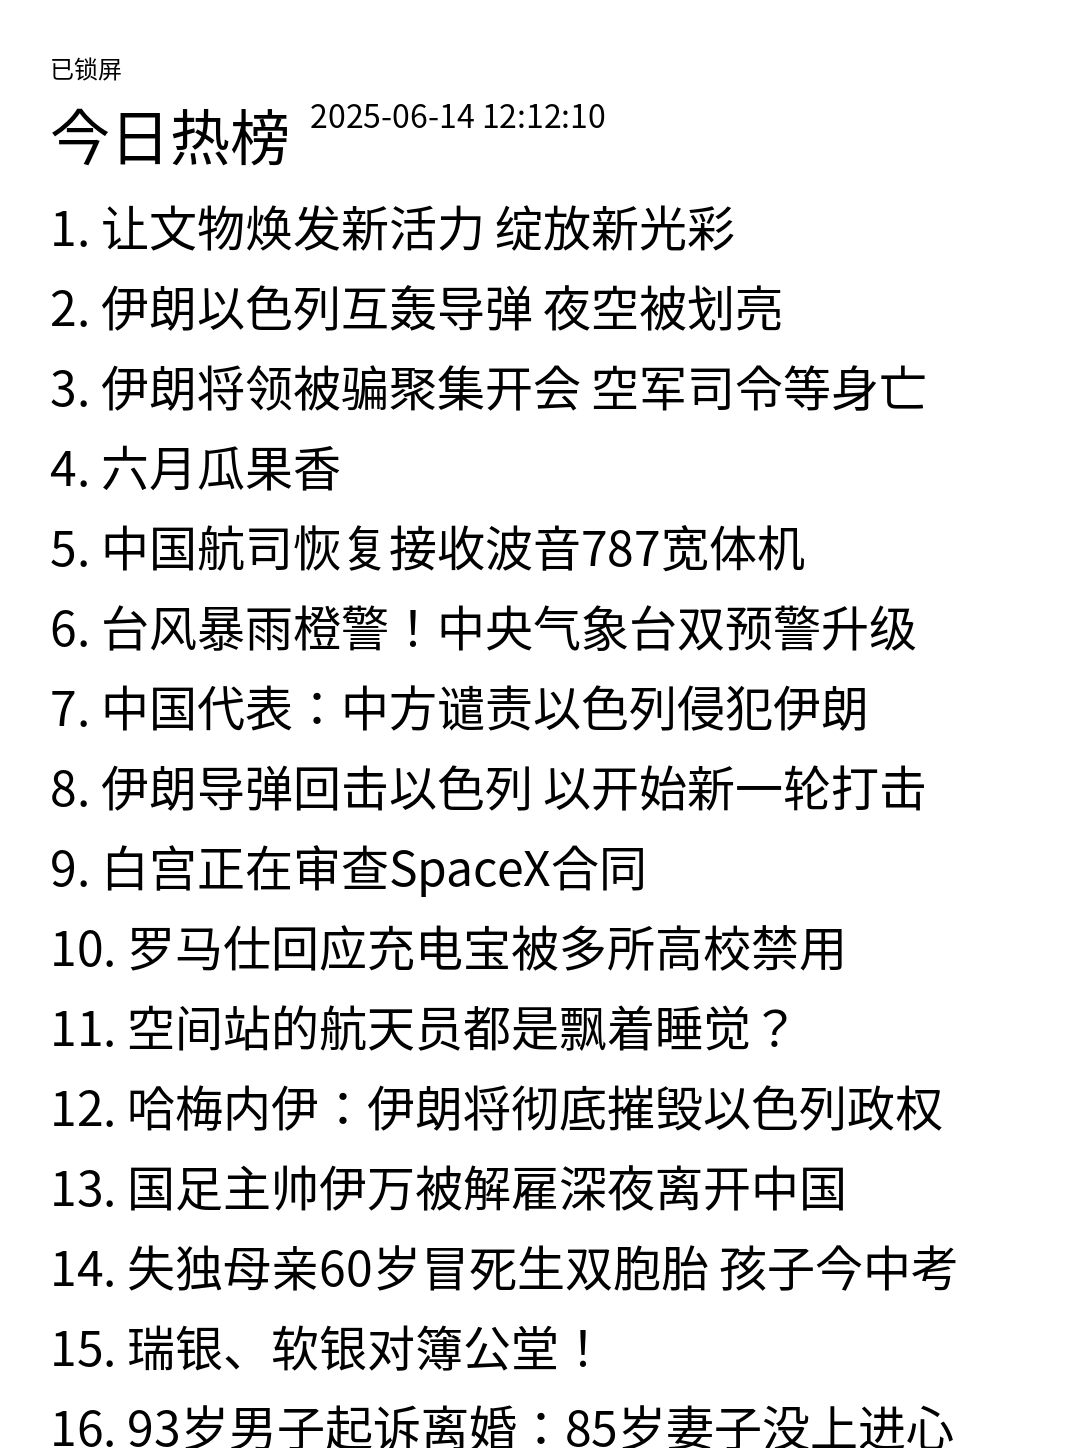 已锁屏
今日热榜 2025-06-14 12:12:10
1. 让文物焕发新活力 绽放新光彩
2. 伊朗以色列互轰导弹 夜空被划亮
3. 伊朗将领被骗聚集开会 空军司令等身亡
4. 六月瓜果香
5. 中国航司恢复接收波音787宽体机
6. 台风暴雨橙警！中央气象台双预警升级
7. 中国代表：中方谴责以色列侵犯伊朗
8. 伊朗导弹回击以色列 以开始新一轮打击
9. 白宫正在审查SpaceX合同
10. 罗马仕回应充电宝被多所高校禁用
11. 空间站的航天员都是飘着睡觉？
12. 哈梅内伊：伊朗将彻底摧毁以色列政权
13. 国足主帅伊万被解雇深夜离开中国
14. 失独母亲60岁冒死生双胞胎 孩子今中考
15. 瑞银、软银对簿公堂！
16. 93岁男子起诉离婚：85岁妻子没上进心